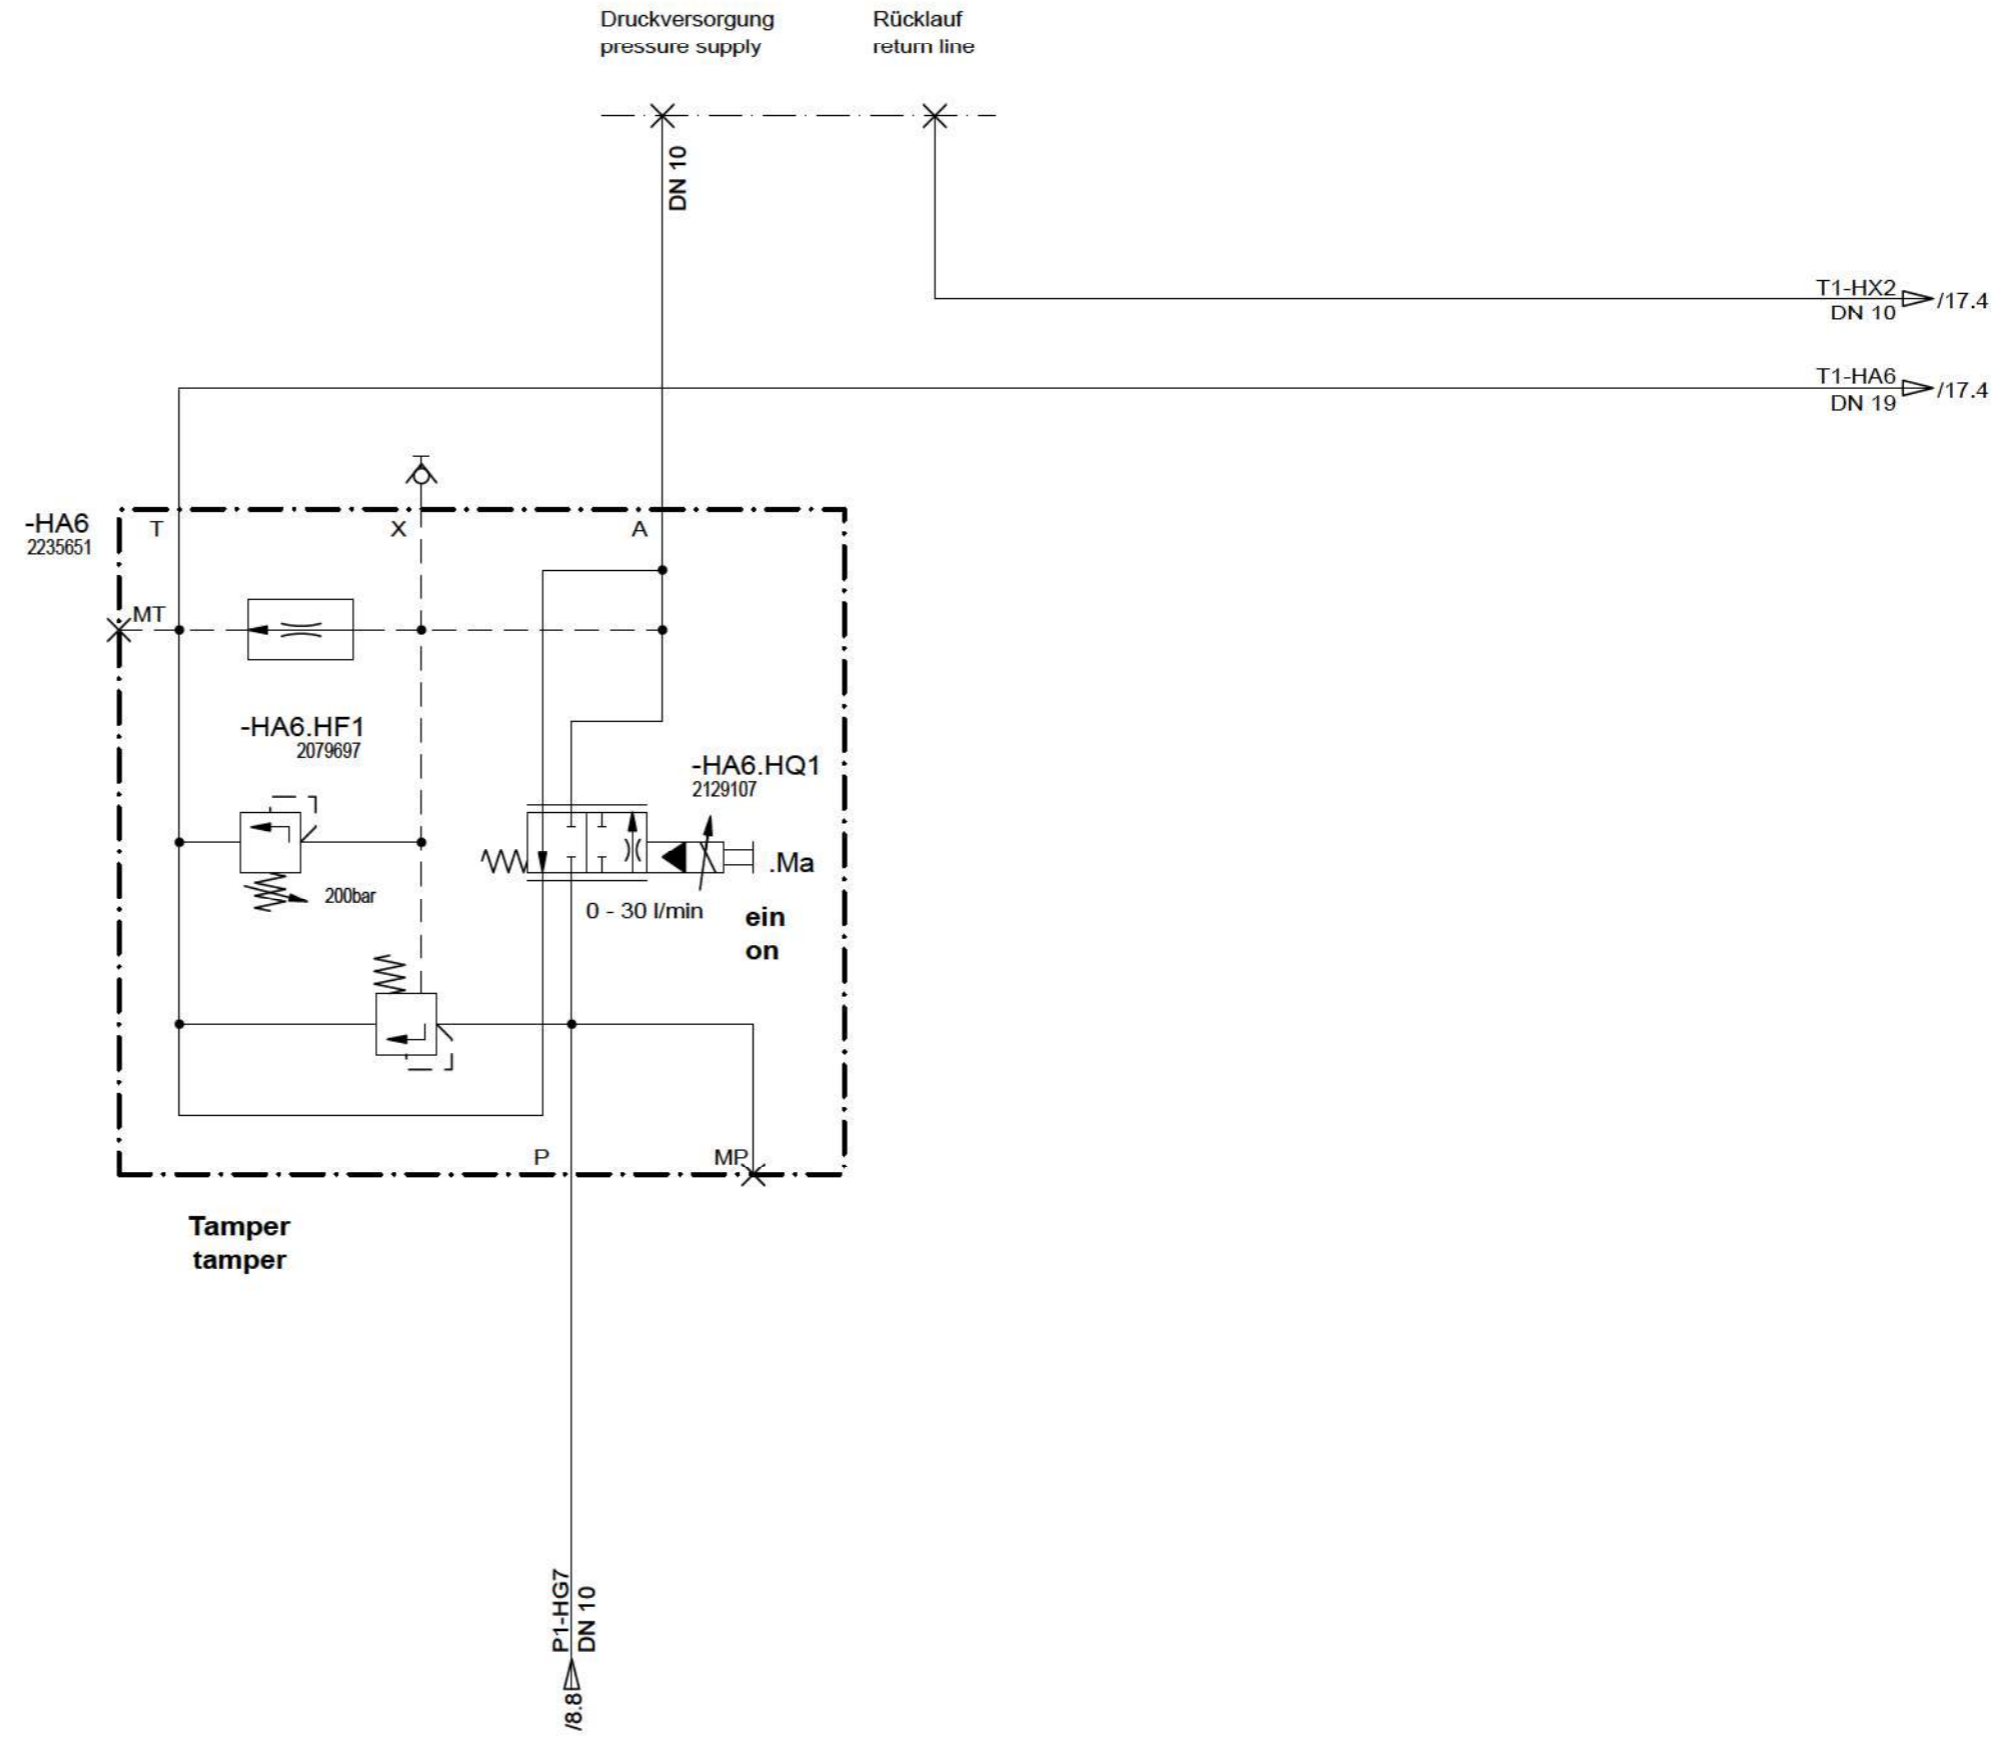 Druckversorgung
pressure supply
Rücklauf
return line
DN 10
T1-HX2
DN 10
/17.4
T1-HA6
DN 19
/17.4
-HA6
2235651
T
X
A
MT
-HA6.HF1
2079697
-HA6.HQ1
2129107
.Ma
200bar
0 - 30 l/min
ein
on
P
MP
Tamper
tamper
P1-HG7
DN 10
/8.8